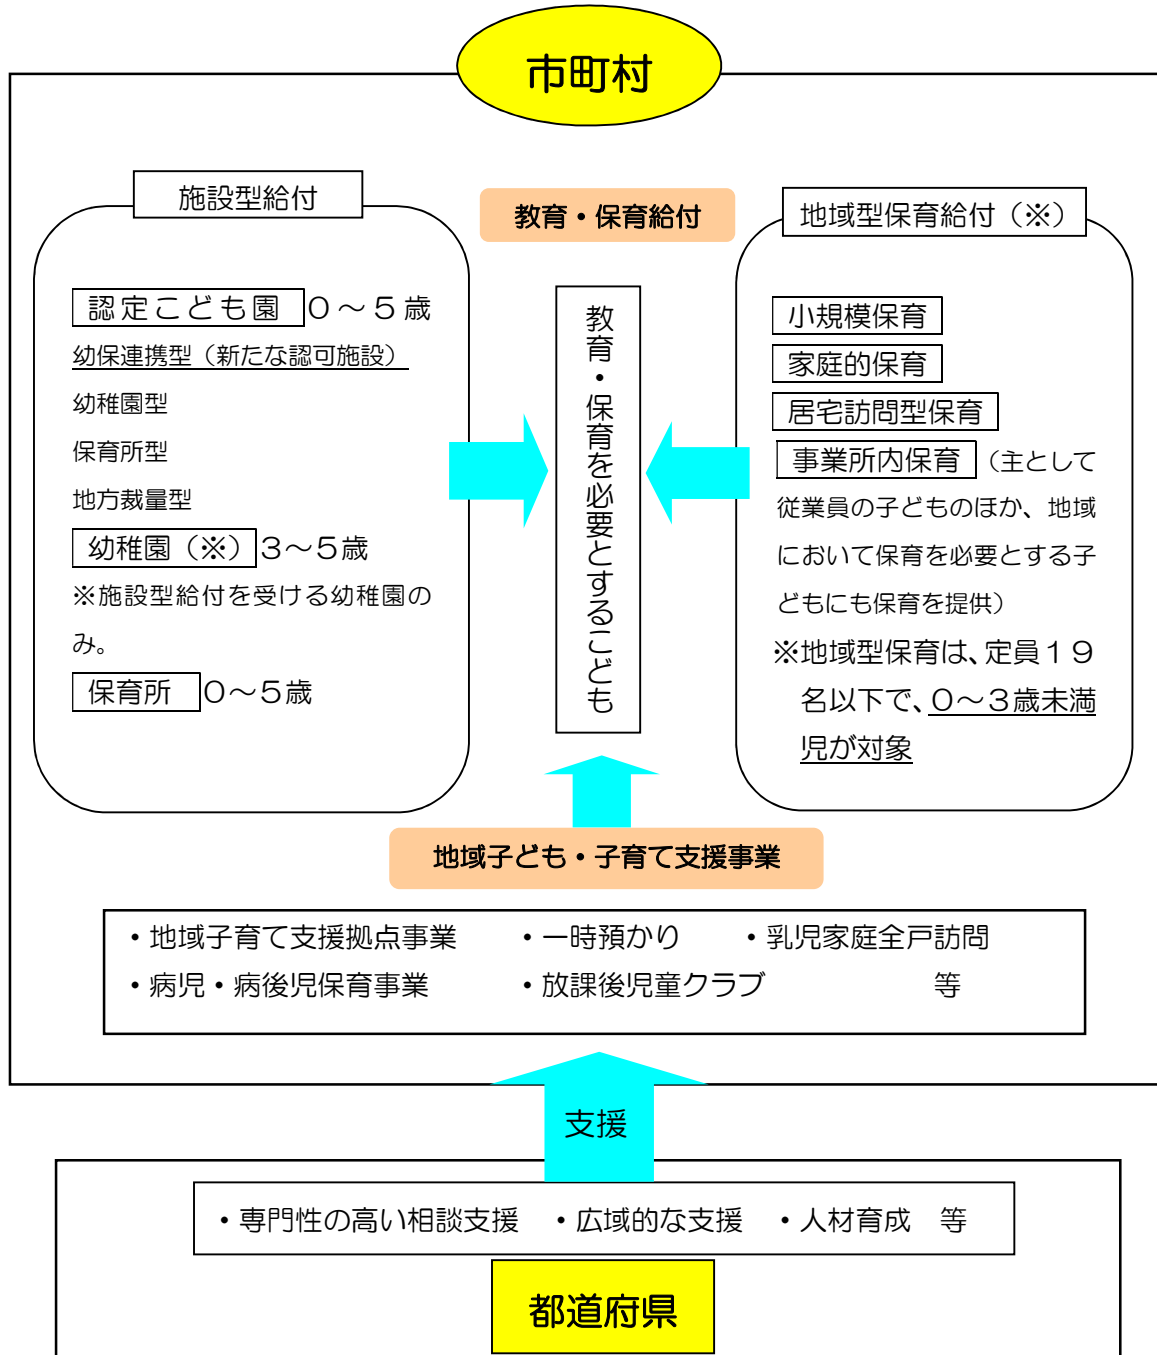 市町村
施設型給付
認定こども園 0~5歳
幼保連携型(新たな認可施設)
幼稚園型
保育所型
地方裁量型
幼稚園(※) 3~5歳
※施設型給付を受ける幼稚園の
み。
保育所 0~5歳
教育・保育給付
教育・保育を必要とするこども
地域型保育給付(※)
小規模保育
家庭的保育
居宅訪問型保育
事業所内保育(主として
従業員の子どものほか、地域
において保育を必要とする子
どもにも保育を提供)
※地域型保育は、定員19
名以下で、0~3歳未満
児が対象
地域子ども・子育て支援事業
・地域子育て支援拠点事業 ・一時預かり ・乳児家庭全戸訪問
・病児・病後児保育事業 ・放課後児童クラブ 等
支援
・専門性の高い相談支援 ・広域的な支援 ・人材育成 等
都道府県